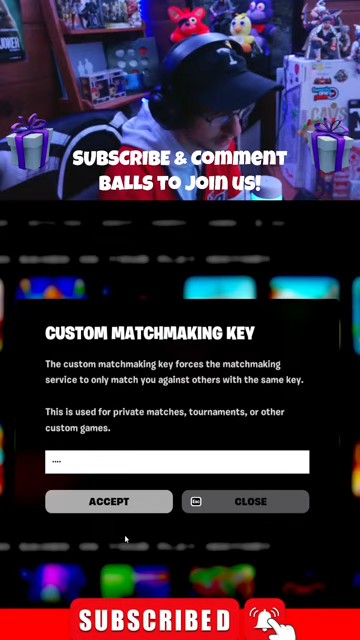 SUBSCRIBE & Comment
BALLS TO Join us!
CUSTOM MATCHMAKING KEY
The custom matchmaking key forces the matchmaking
service to only match you against others with the same key.
This is used for private matches, tournaments, or other
custom games.
....
ACCEPT
Esc CLOSE
SUBSCRIBED